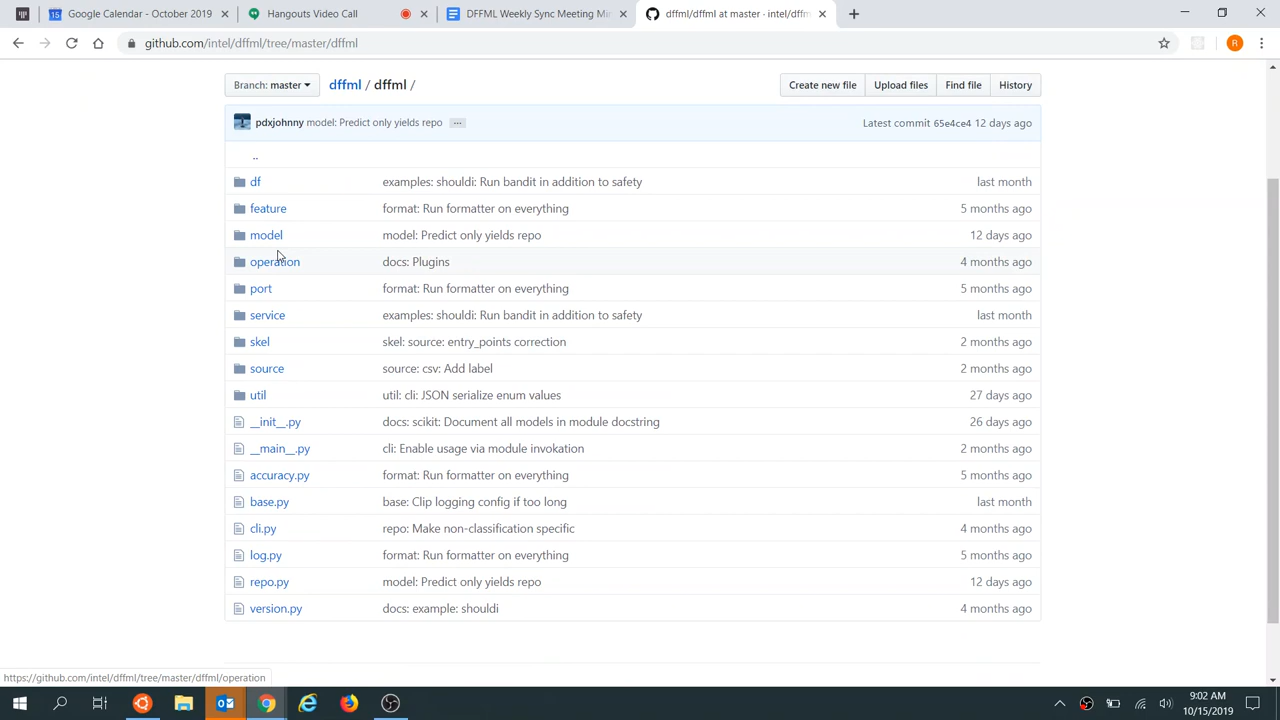 Google Calendar - October 2019
Hangouts Video Call
DFFML Weekly Sync Meeting Mi
dffml/dffml at master · intel/dffm
github.com/intel/dffml/tree/master/dffml
R
Branch: master
dffml / dffml /
Create new file
Upload files
Find file
History
pdxjohnny model: Predict only yields repo
Latest commit 65e4ce4 12 days ago
..
df examples: shouldi: Run bandit in addition to safety last month
feature format: Run formatter on everything 5 months ago
model model: Predict only yields repo 12 days ago
operation docs: Plugins 4 months ago
port format: Run formatter on everything 5 months ago
service examples: shouldi: Run bandit in addition to safety last month
skel skel: source: entry_points correction 2 months ago
source source: csv: Add label 2 months ago
util util: cli: JSON serialize enum values 27 days ago
__init__.py docs: scikit: Document all models in module docstring 26 days ago
__main__.py cli: Enable usage via module invokation 2 months ago
accuracy.py format: Run formatter on everything 5 months ago
base.py base: Clip logging config if too long last month
cli.py repo: Make non-classification specific 4 months ago
log.py format: Run formatter on everything 5 months ago
repo.py model: Predict only yields repo 12 days ago
version.py docs: example: shouldi 4 months ago
https://github.com/intel/dffml/tree/master/dffml/operation
9:02 AM
10/15/2019